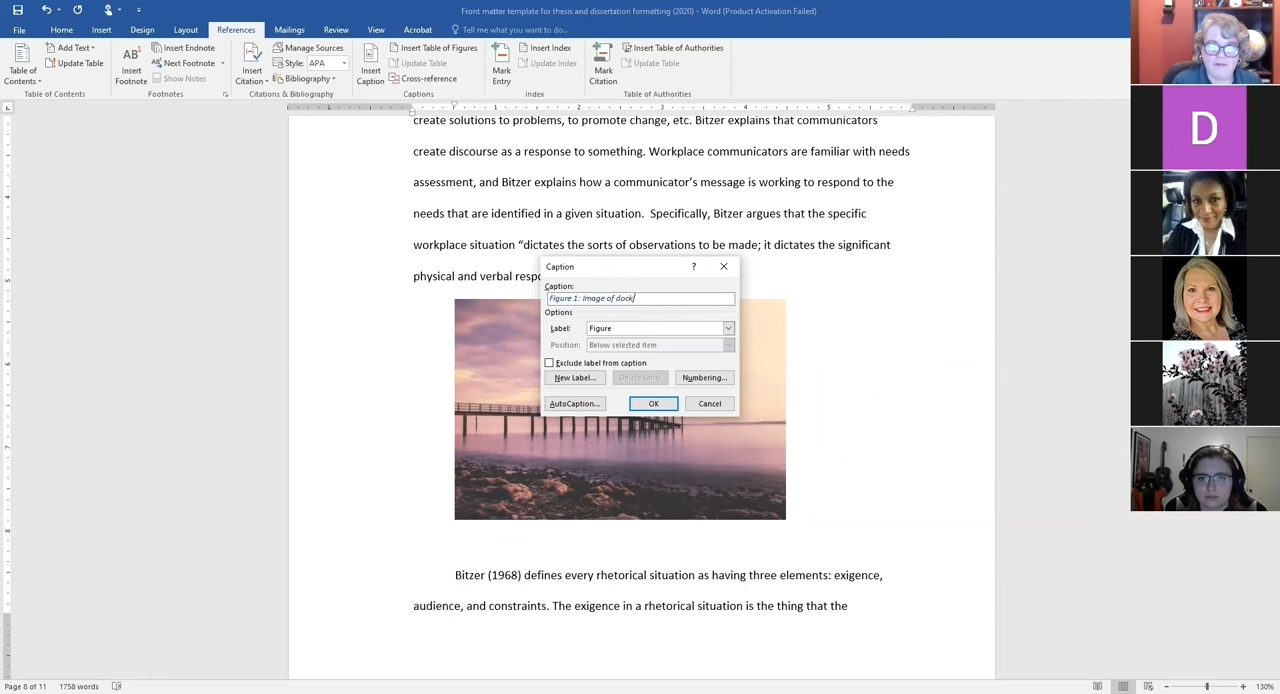 Front matter template for thesis and dissertation formatting (2020) - Word (Product Activation Failed)
File Home Insert Design Layout References Mailings Review View Acrobat Tell me what you want to do...
Table of Contents
Add Text
Update Table
Table of Contents
AB¹
Insert Footnote
Insert Endnote
Next Footnote
Show Notes
Footnotes
Insert Citation
Manage Sources
Style: APA
Bibliography
Citations & Bibliography
Insert Caption
Insert Table of Figures
Update Table
Cross-reference
Captions
Mark Entry
Insert Index
Update Index
Index
Mark Citation
Insert Table of Authorities
Update Table
Table of Authorities
create solutions to problems, to promote change, etc. Bitzer explains that communicators
create discourse as a response to something. Workplace communicators are familiar with needs
assessment, and Bitzer explains how a communicator's message is working to respond to the
needs that are identified in a given situation. Specifically, Bitzer argues that the specific
workplace situation “dictates the sorts of observations to be made; it dictates the significant
physical and verbal respo
Caption ?
Caption:
Figure 1: Image of dock
Options
Label: Figure
Position: Below selected item
Exclude label from caption
New Label... Delete Label Numbering...
AutoCaption... OK Cancel
Bitzer (1968) defines every rhetorical situation as having three elements: exigence,
audience, and constraints. The exigence in a rhetorical situation is the thing that the
D
Page 8 of 11 1758 words 130%